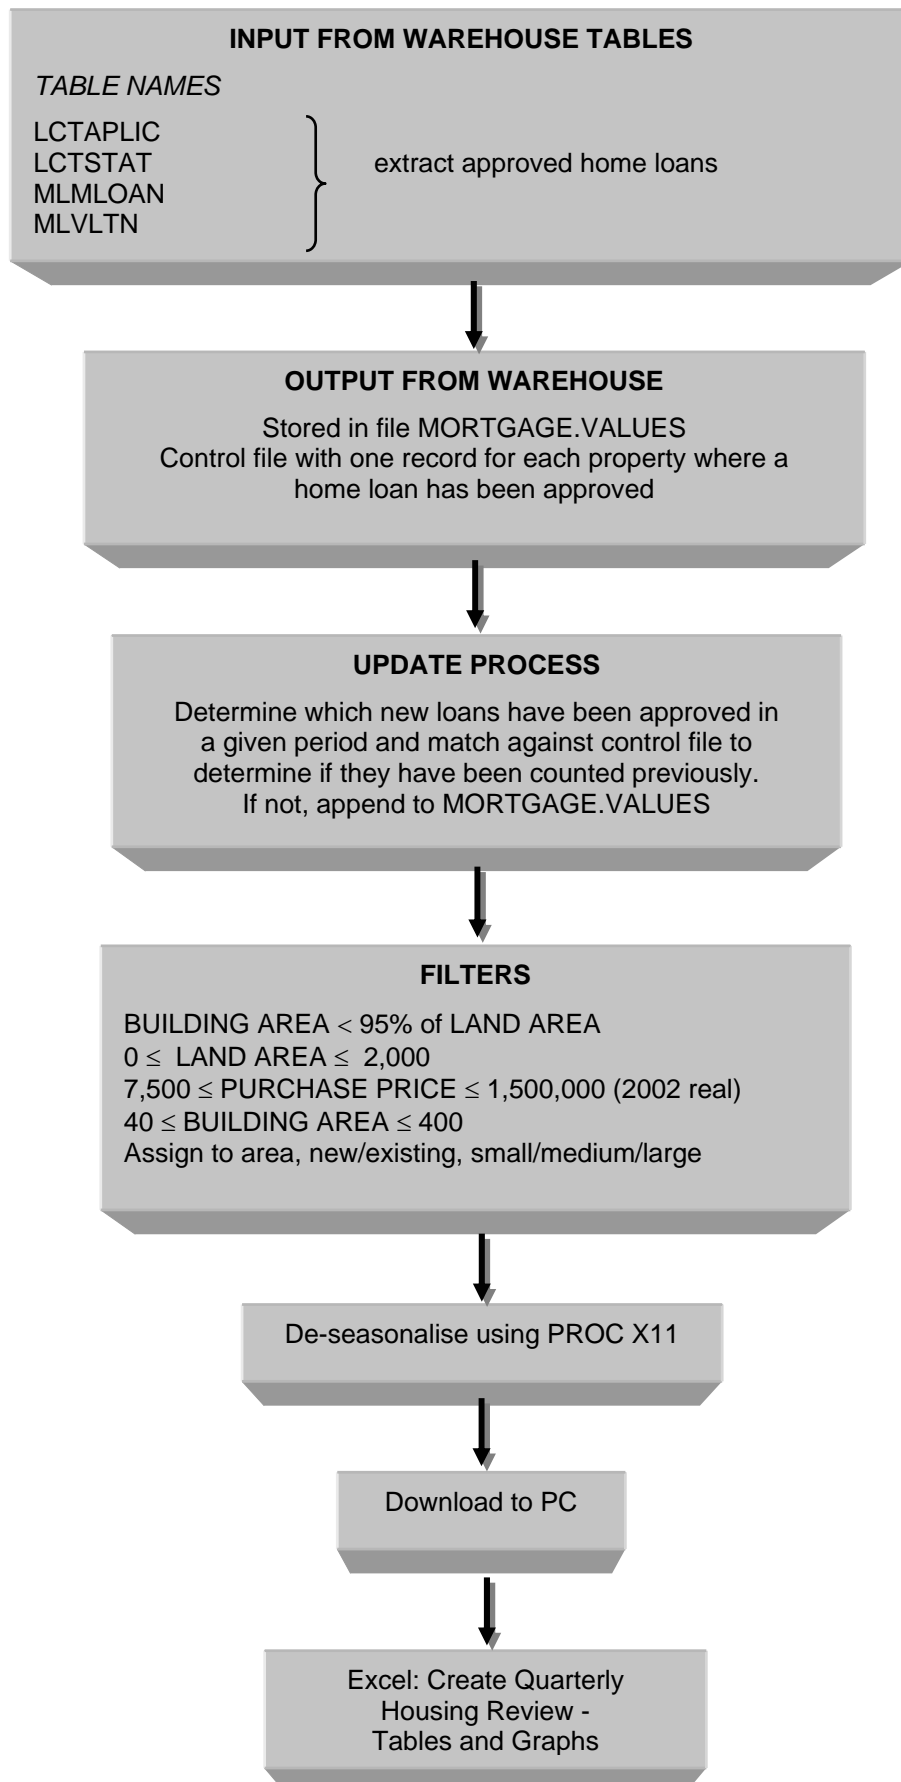 INPUT FROM WAREHOUSE TABLES
TABLE NAMES
LCTAPLIC
LCTSTAT
MLMLOAN
MLVLTN
extract approved home loans
OUTPUT FROM WAREHOUSE
Stored in file MORTGAGE.VALUES
Control file with one record for each property where a
home loan has been approved
UPDATE PROCESS
Determine which new loans have been approved in
a given period and match against control file to
determine if they have been counted previously.
If not, append to MORTGAGE.VALUES
FILTERS
BUILDING AREA < 95% of LAND AREA
0 ≤ LAND AREA ≤ 2,000
7,500 ≤ PURCHASE PRICE ≤ 1,500,000 (2002 real)
40 ≤ BUILDING AREA ≤ 400
Assign to area, new/existing, small/medium/large
De-seasonalise using PROC X11
Download to PC
Excel: Create Quarterly
Housing Review -
Tables and Graphs